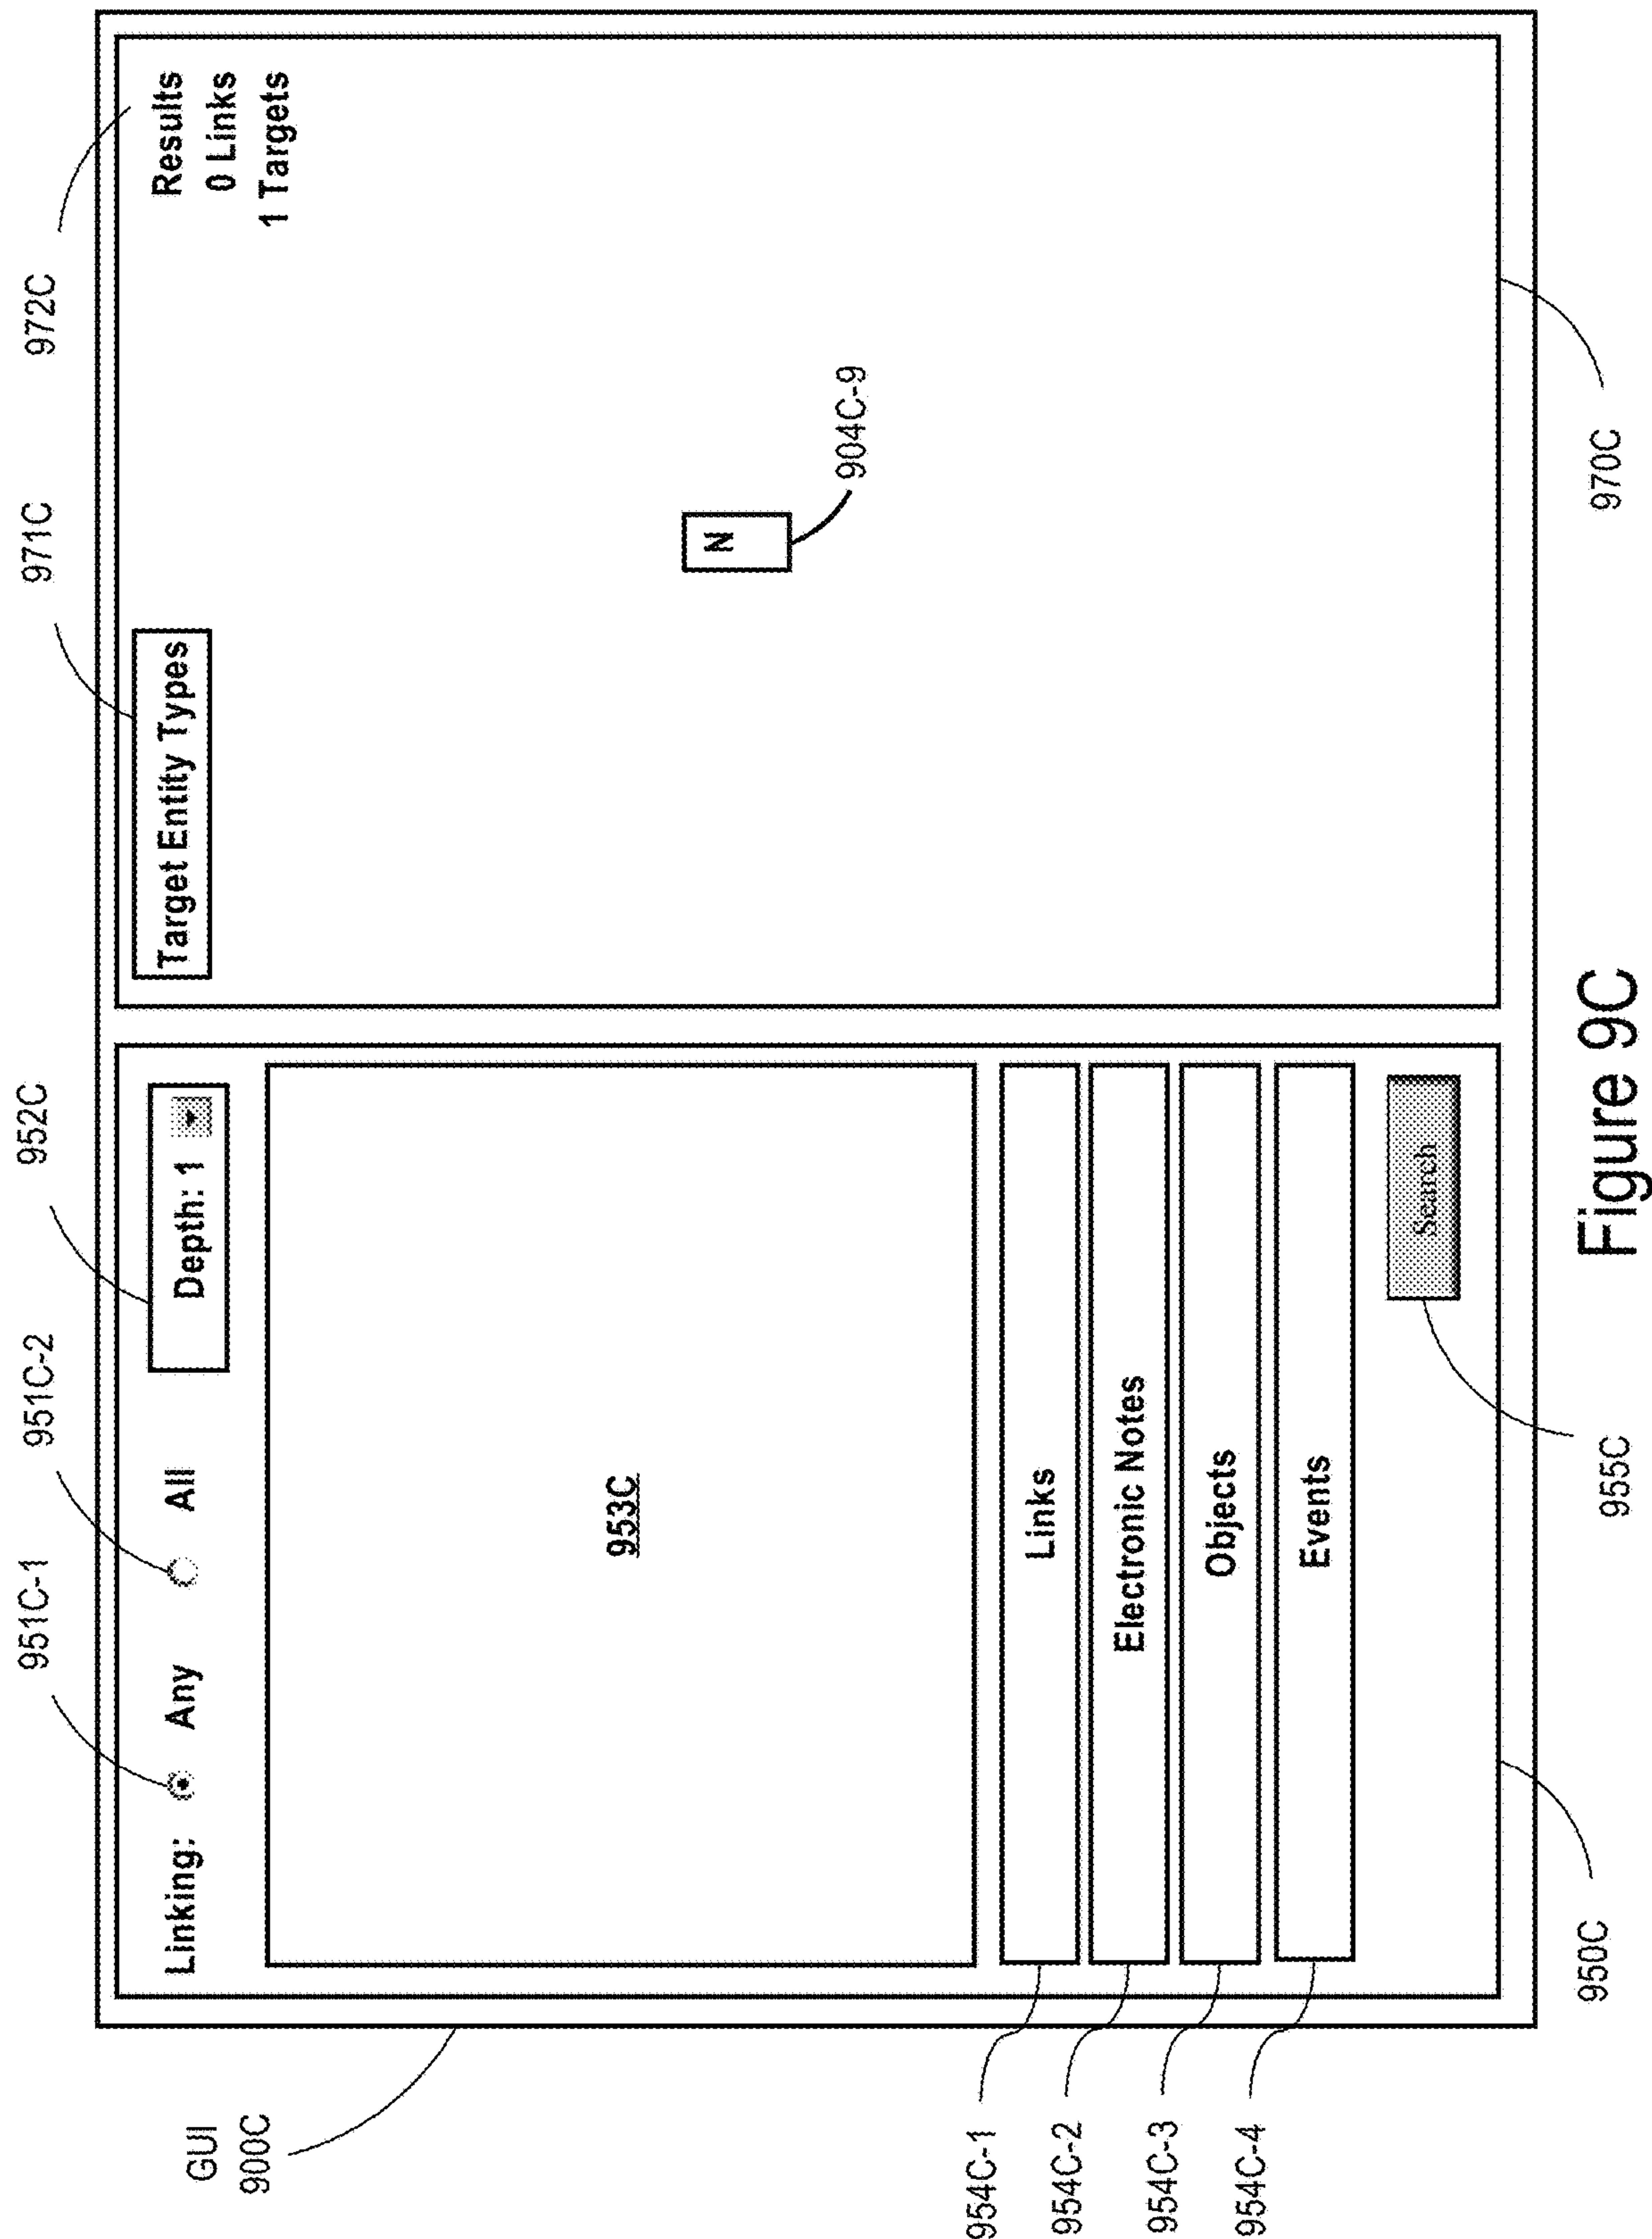 GUI
900C
951C-1
951C-2
952C
971C
972C
Linking:
Any
All
Depth: 1
953C
954C-1
Links
954C-2
Electronic Notes
954C-3
Objects
954C-4
Events
Search
950C
955C
Target Entity Types
Results
0 Links
1 Targets
N
904C-9
970C
Figure 9C